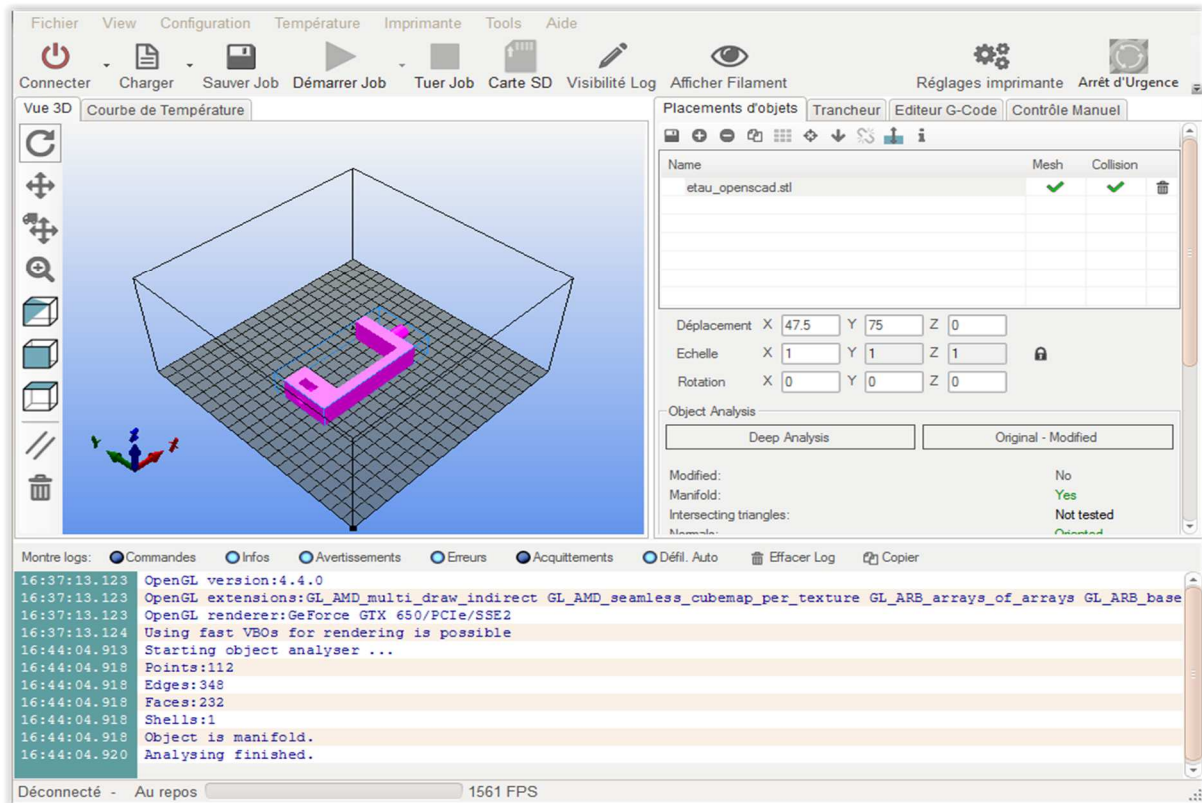 Fichier View Configuration Température Imprimante Tools Aide
Connecter Charger Sauver Job Démarrer Job Tuer Job Carte SD Visibilité Log Afficher Filament Réglages imprimante Arrêt d'Urgence
Vue 3D Courbe de Température
Placements d'objets Trancheur Editeur G-Code Contrôle Manuel
Name Mesh Collision
etau_openscad.stl
Déplacement X 47.5 Y 75 Z 0
Echelle X 1 Y 1 Z 1
Rotation X 0 Y 0 Z 0
Object Analysis
Deep Analysis Original - Modified
Modified: No
Manifold: Yes
Intersecting triangles: Not tested
Normals: Oriented
Montre logs: Commandes Infos Avertissements Erreurs Acquittements Défil. Auto Effacer Log Copier
16:37:13.123 OpenGL version:4.4.0
16:37:13.123 OpenGL extensions:GL_AMD_multi_draw_indirect GL_AMD_seamless_cubemap_per_texture GL_ARB_arrays_of_arrays GL_ARB_base
16:37:13.123 OpenGL renderer:GeForce GTX 650/PCIe/SSE2
16:37:13.124 Using fast VBOs for rendering is possible
16:44:04.913 Starting object analyser ...
16:44:04.918 Points:112
16:44:04.918 Edges:348
16:44:04.918 Faces:232
16:44:04.918 Shells:1
16:44:04.918 Object is manifold.
16:44:04.920 Analysing finished.
Déconnecté - Au repos 1561 FPS